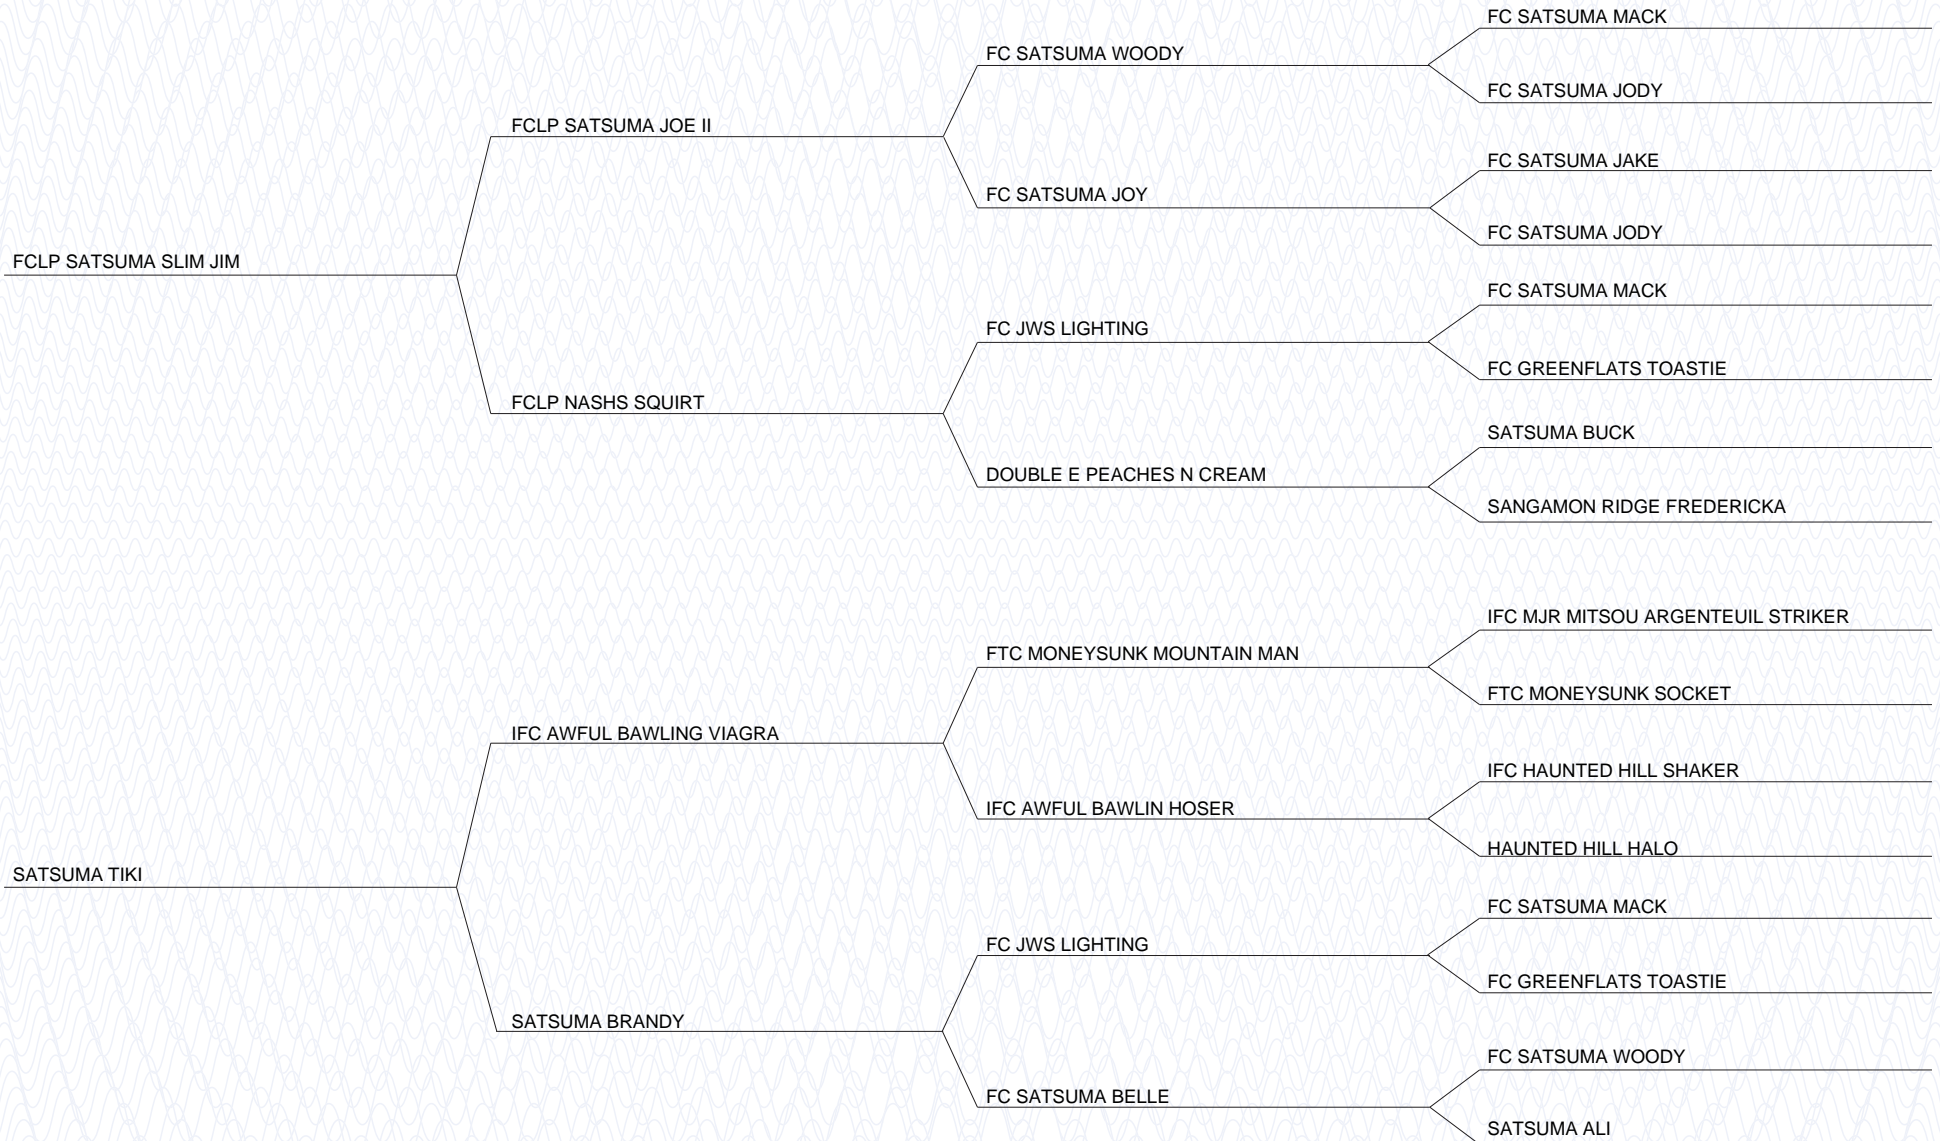 FC SATSUMA MACK
FC SATSUMA WOODY
FC SATSUMA JODY
FCLP SATSUMA JOE II
FC SATSUMA JAKE
FC SATSUMA JOY
FC SATSUMA JODY
FCLP SATSUMA SLIM JIM
FC SATSUMA MACK
FC JWS LIGHTING
FC GREENFLATS TOASTIE
FCLP NASHS SQUIRT
SATSUMA BUCK
DOUBLE E PEACHES N CREAM
SANGAMON RIDGE FREDERICKA
IFC MJR MITSOU ARGENTEUIL STRIKER
FTC MONEYSUNK MOUNTAIN MAN
FTC MONEYSUNK SOCKET
IFC AWFUL BAWLING VIAGRA
IFC HAUNTED HILL SHAKER
IFC AWFUL BAWLIN HOSER
HAUNTED HILL HALO
SATSUMA TIKI
FC SATSUMA MACK
FC JWS LIGHTING
FC GREENFLATS TOASTIE
SATSUMA BRANDY
FC SATSUMA WOODY
FC SATSUMA BELLE
SATSUMA ALI